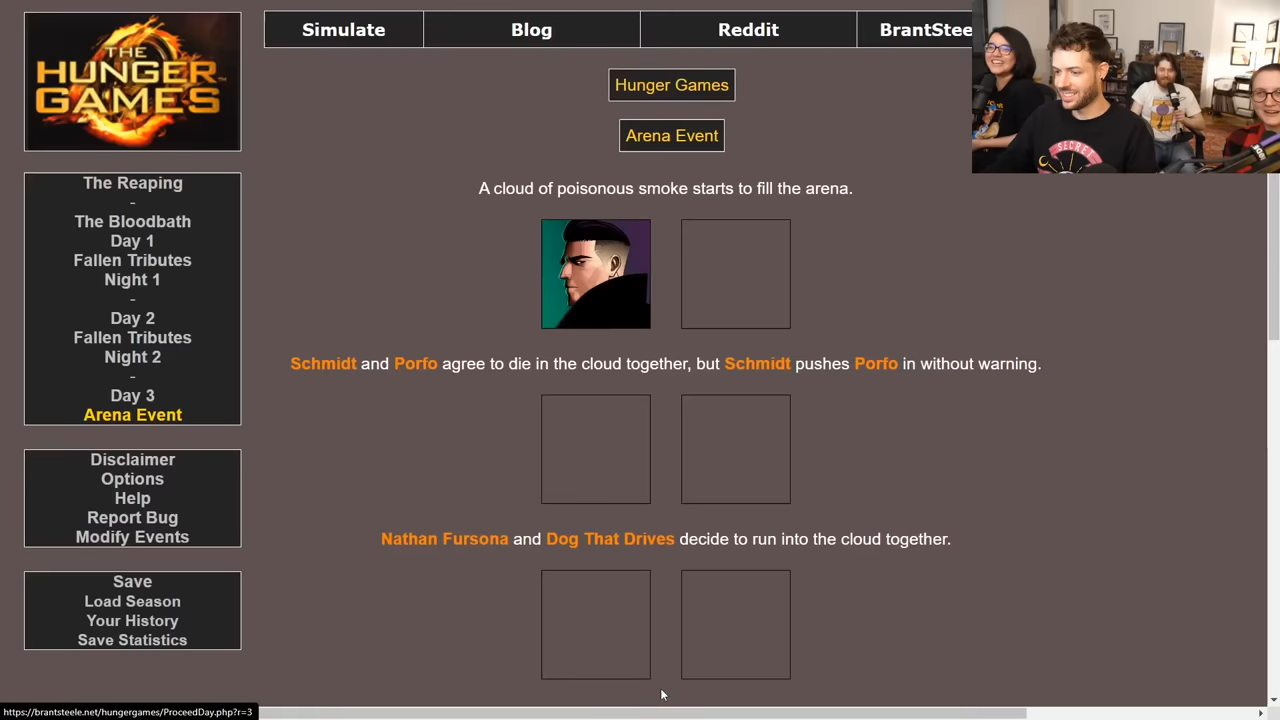 THE
HUNGER
GAMES
Simulate
Blog
Reddit
BrantStee
Hunger Games
Arena Event
The Reaping
-
The Bloodbath
Day 1
Fallen Tributes
Night 1
-
Day 2
Fallen Tributes
Night 2
-
Day 3
Arena Event
Disclaimer
Options
Help
Report Bug
Modify Events
Save
Load Season
Your History
Save Statistics
A cloud of poisonous smoke starts to fill the arena.
Schmidt and Porfo agree to die in the cloud together, but Schmidt pushes Porfo in without warning.
Nathan Fursona and Dog That Drives decide to run into the cloud together.
SECRET
https://brantsteele.net/hungergames/ProceedDay.php?r=3